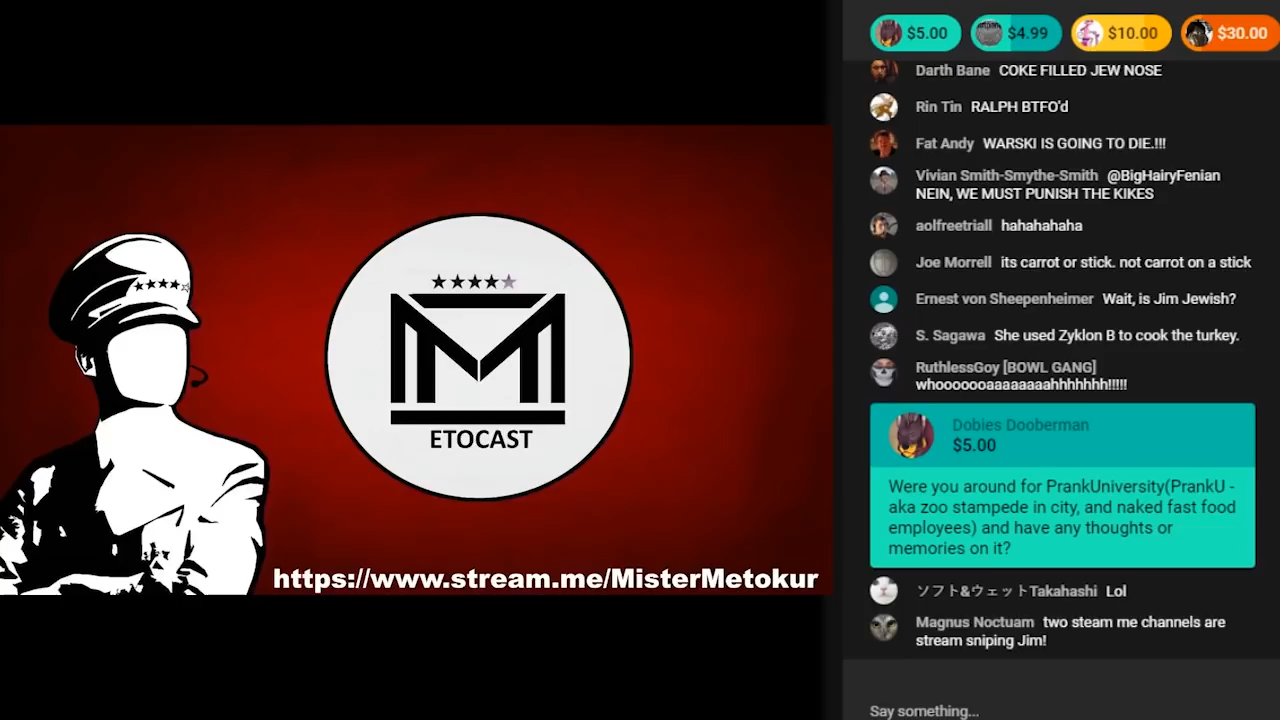 $5.00
$4.99
$10.00
$30.00
Darth Bane COKE FILLED JEW NOSE
Rin Tin RALPH BTFO'd
Fat Andy WARSKI IS GOING TO DIE.!!!
Vivian Smith-Smythe-Smith @BigHairyFenian
NEIN, WE MUST PUNISH THE KIKES
aolfreetriall hahahahaha
Joe Morrell its carrot or stick. not carrot on a stick
Ernest von Sheepenheimer Wait, is Jim Jewish?
S. Sagawa She used Zyklon B to cook the turkey.
RuthlessGoy [BOWL GANG]
whooooooaaaaaaaahhhhhhh!!!!!
Dobies Dooberman
$5.00
Were you around for PrankUniversity(PrankU -
aka zoo stampede in city, and naked fast food
employees) and have any thoughts or
memories on it?
ソフト&ウェットTakahashi Lol
Magnus Noctuam two steam me channels are
stream sniping Jim!
Say something...
M
ETOCAST
https://www.stream.me/MisterMetokur